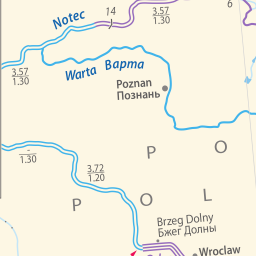 Notec
14
3.57
1.30
3.57
1.30
Warta Варта
Poznan
Познань
-
1.30
3.72
1.20
P O
P O L
Brzeg Dolny
Бжег Долны
Wroclaw